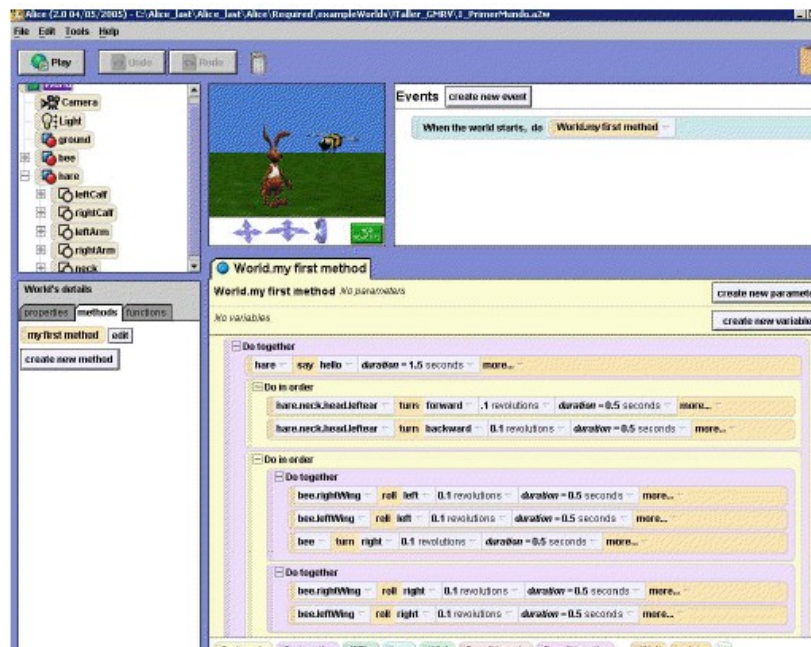 Alice (2.0 04/05/2005) - C:\Alice_last\Alice_last\Alice\Required\exampleWorlds\ITaller_GMRV\1_PrimerMundo.a2w
File Edit Tools Help
Play Undo Redo
World
Camera
Light
ground
bee
hare
leftCalf
rightCalf
leftArm
rightArm
neck
Events create new event
When the world starts, do World.my first method
World's details
properties methods functions
my first method edit
create new method
World.my first method
World.my first method No parameters create new paramete
No variables create new variable
Do together
hare say hello duration = 1.5 seconds more...
Do in order
hare.neck.head.leftear turn forward .1 revolutions duration = 0.5 seconds more...
hare.neck.head.leftear turn backward 0.1 revolutions duration = 0.5 seconds more...
Do in order
Do together
bee.rightWing roll left 0.1 revolutions duration = 0.5 seconds more...
bee.leftWing roll left 0.1 revolutions duration = 0.5 seconds more...
bee turn right 0.1 revolutions duration = 0.5 seconds more...
Do together
bee.rightWing roll right 0.1 revolutions duration = 0.5 seconds more...
bee.leftWing roll right 0.1 revolutions duration = 0.5 seconds more...